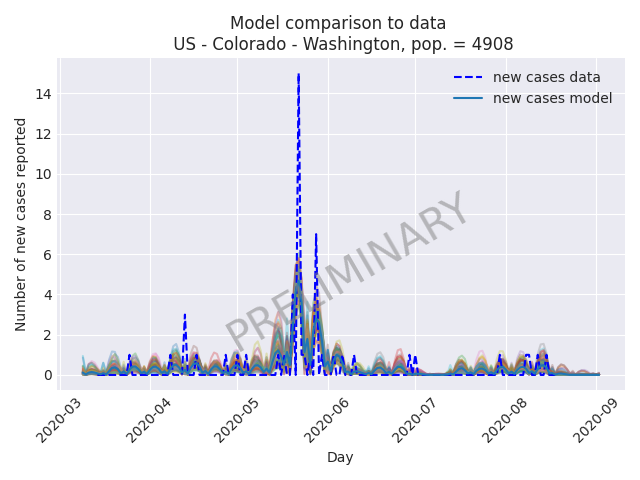 Model comparison to data
US - Colorado - Washington, pop. = 4908
new cases data
new cases model
Number of new cases reported
14
12
10
8
6
4
2
0
PRELIMINARY
2020-03
2020-04
2020-05
2020-06
2020-07
2020-08
2020-09
Day